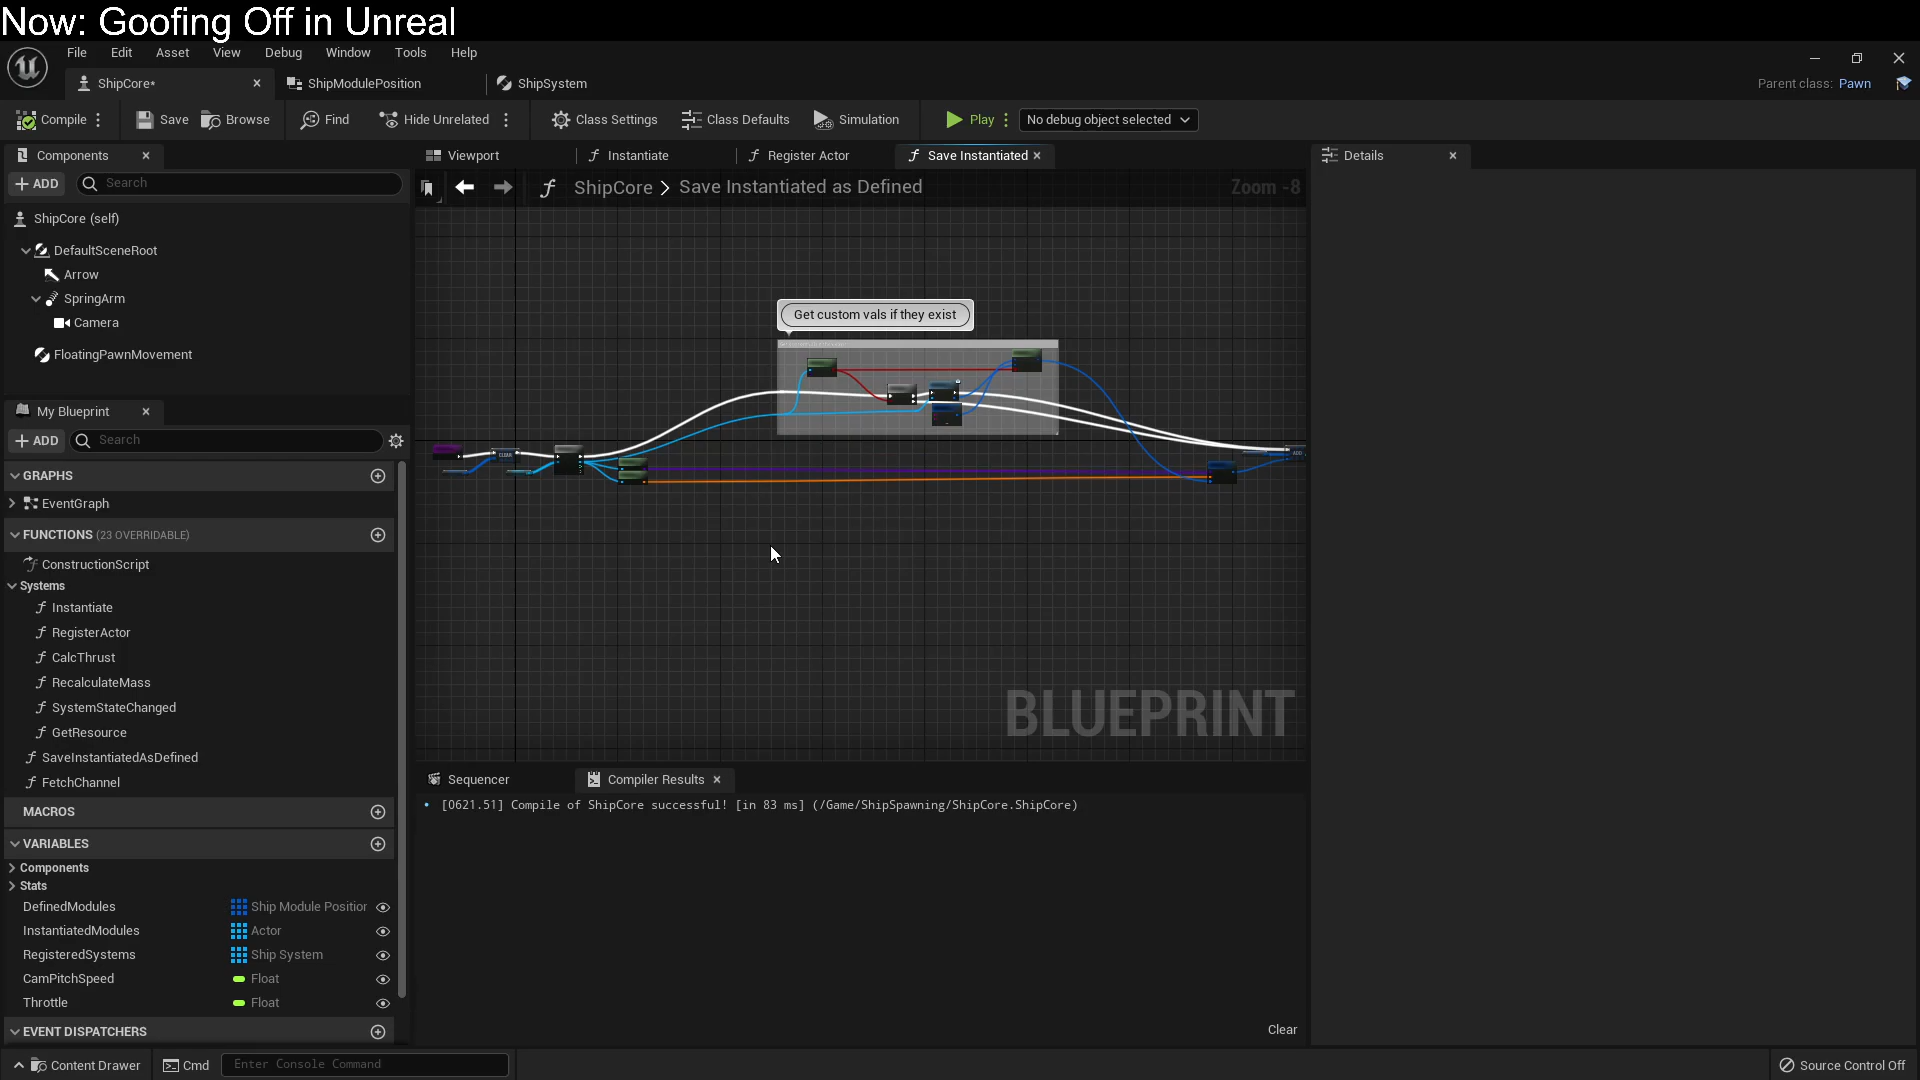 Now: Goofing Off in Unreal
File Edit Asset View Debug Window Tools Help
ShipCore* ShipModulePosition ShipSystem
Parent class: Pawn
Compile Save Browse Find Hide Unrelated Class Settings Class Defaults Simulation Play No debug object selected
Components
ADD Search
ShipCore (self)
DefaultSceneRoot
Arrow
SpringArm
Camera
FloatingPawnMovement
My Blueprint
ADD Search
GRAPHS
EventGraph
FUNCTIONS (23 OVERRIDABLE)
ConstructionScript
Systems
Instantiate
RegisterActor
CalcThrust
RecalculateMass
SystemStateChanged
GetResource
SaveInstantiatedAsDefined
FetchChannel
MACROS
VARIABLES
Components
Stats
DefinedModules Ship Module Position
InstantiatedModules Actor
RegisteredSystems Ship System
CamPitchSpeed Float
Throttle Float
EVENT DISPATCHERS
Viewport Instantiate Register Actor Save Instantiated
ShipCore > Save Instantiated as Defined
Zoom -8
Get custom vals if they exist
CLEAR
ADD
BLUEPRINT
Sequencer Compiler Results
[0621.51] Compile of ShipCore successful! [in 83 ms] (/Game/ShipSpawning/ShipCore.ShipCore)
Clear
Details
Content Drawer Cmd Enter Console Command
Source Control Off